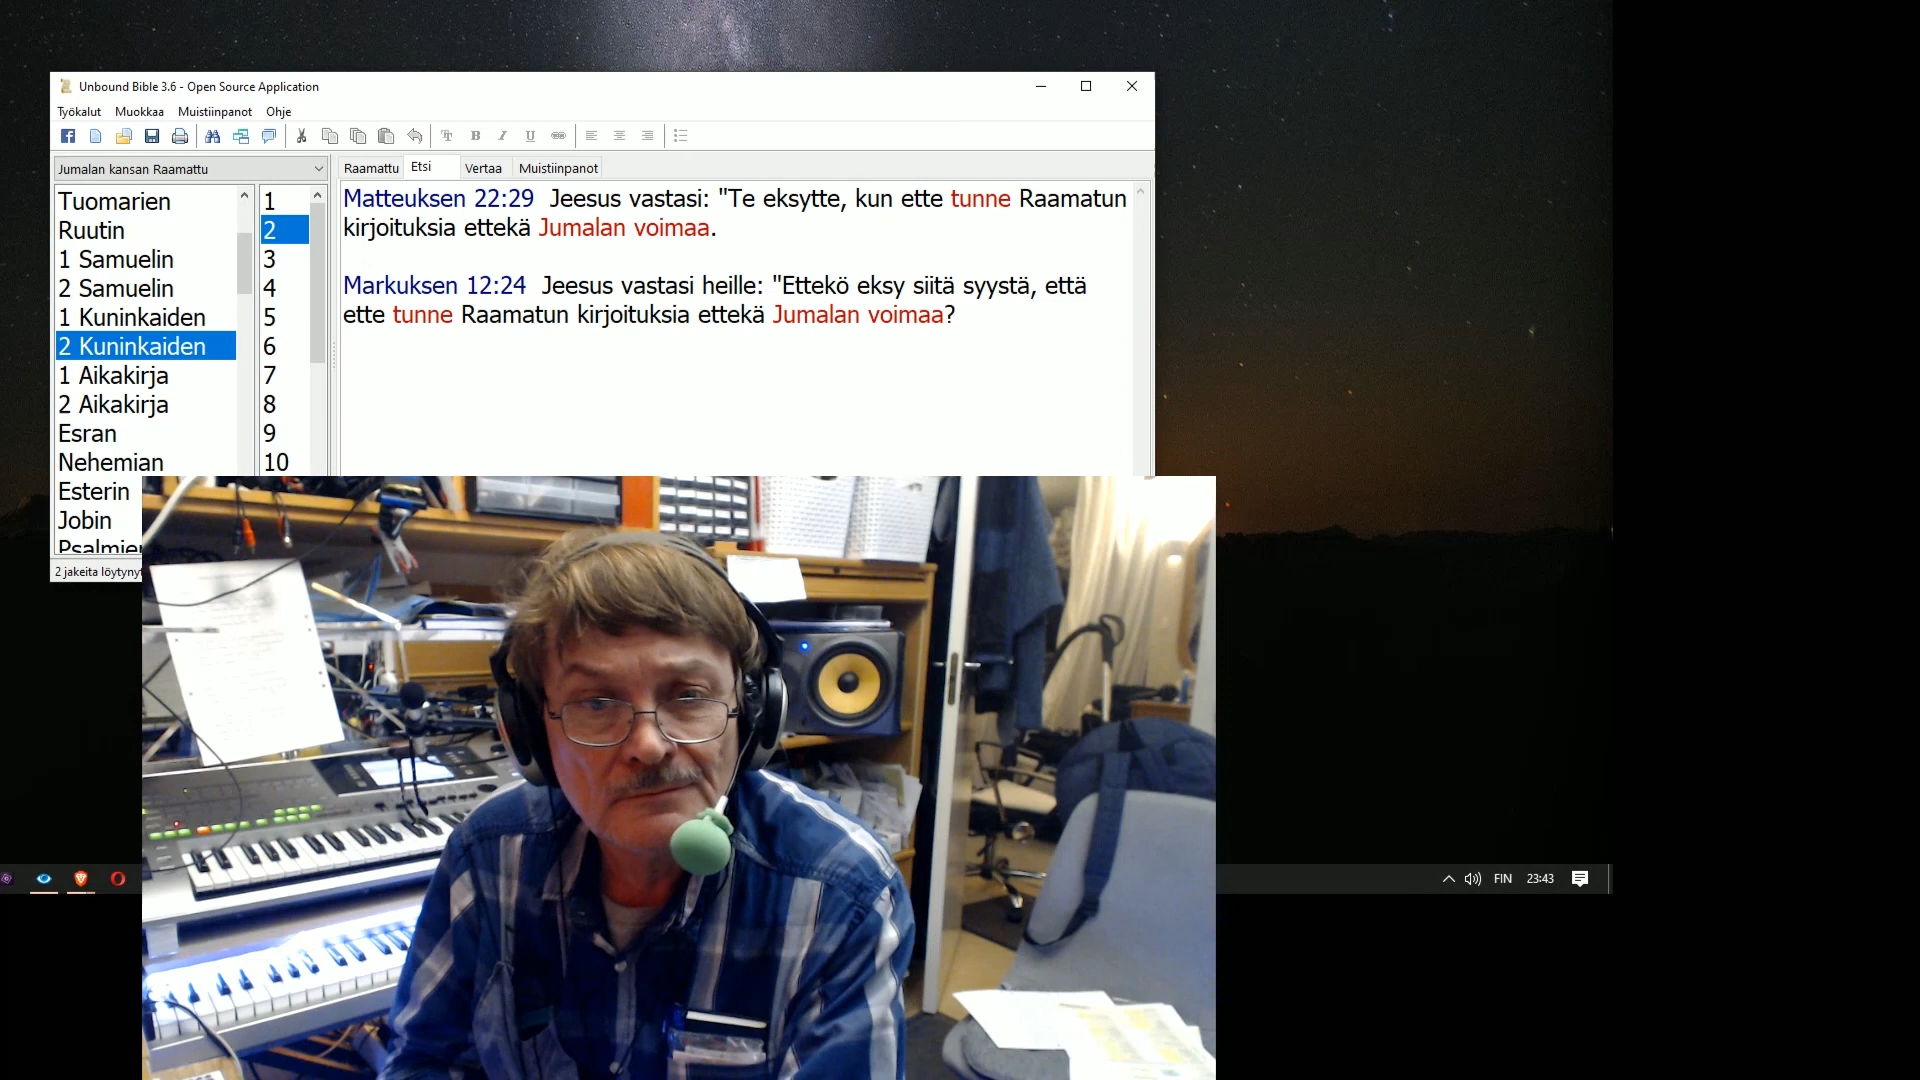 Unbound Bible 3.6 - Open Source Application
Työkalut Muokkaa Muistiinpanot Ohje
Jumalan kansan Raamattu
Raamattu Etsi Vertaa Muistiinpanot
Tuomarien
Ruutin
1 Samuelin
2 Samuelin
1 Kuninkaiden
2 Kuninkaiden
1 Aikakirja
2 Aikakirja
Esran
Nehemian
Esterin
Jobin
Psalmien
1
2
3
4
5
6
7
8
9
10
Matteuksen 22:29 Jeesus vastasi: "Te eksytte, kun ette tunne Raamatun
kirjoituksia ettekä Jumalan voimaa.
Markuksen 12:24 Jeesus vastasi heille: "Ettekö eksy siitä syystä, että
ette tunne Raamatun kirjoituksia ettekä Jumalan voimaa?
2 jakeita löytynyt
FIN 23:43